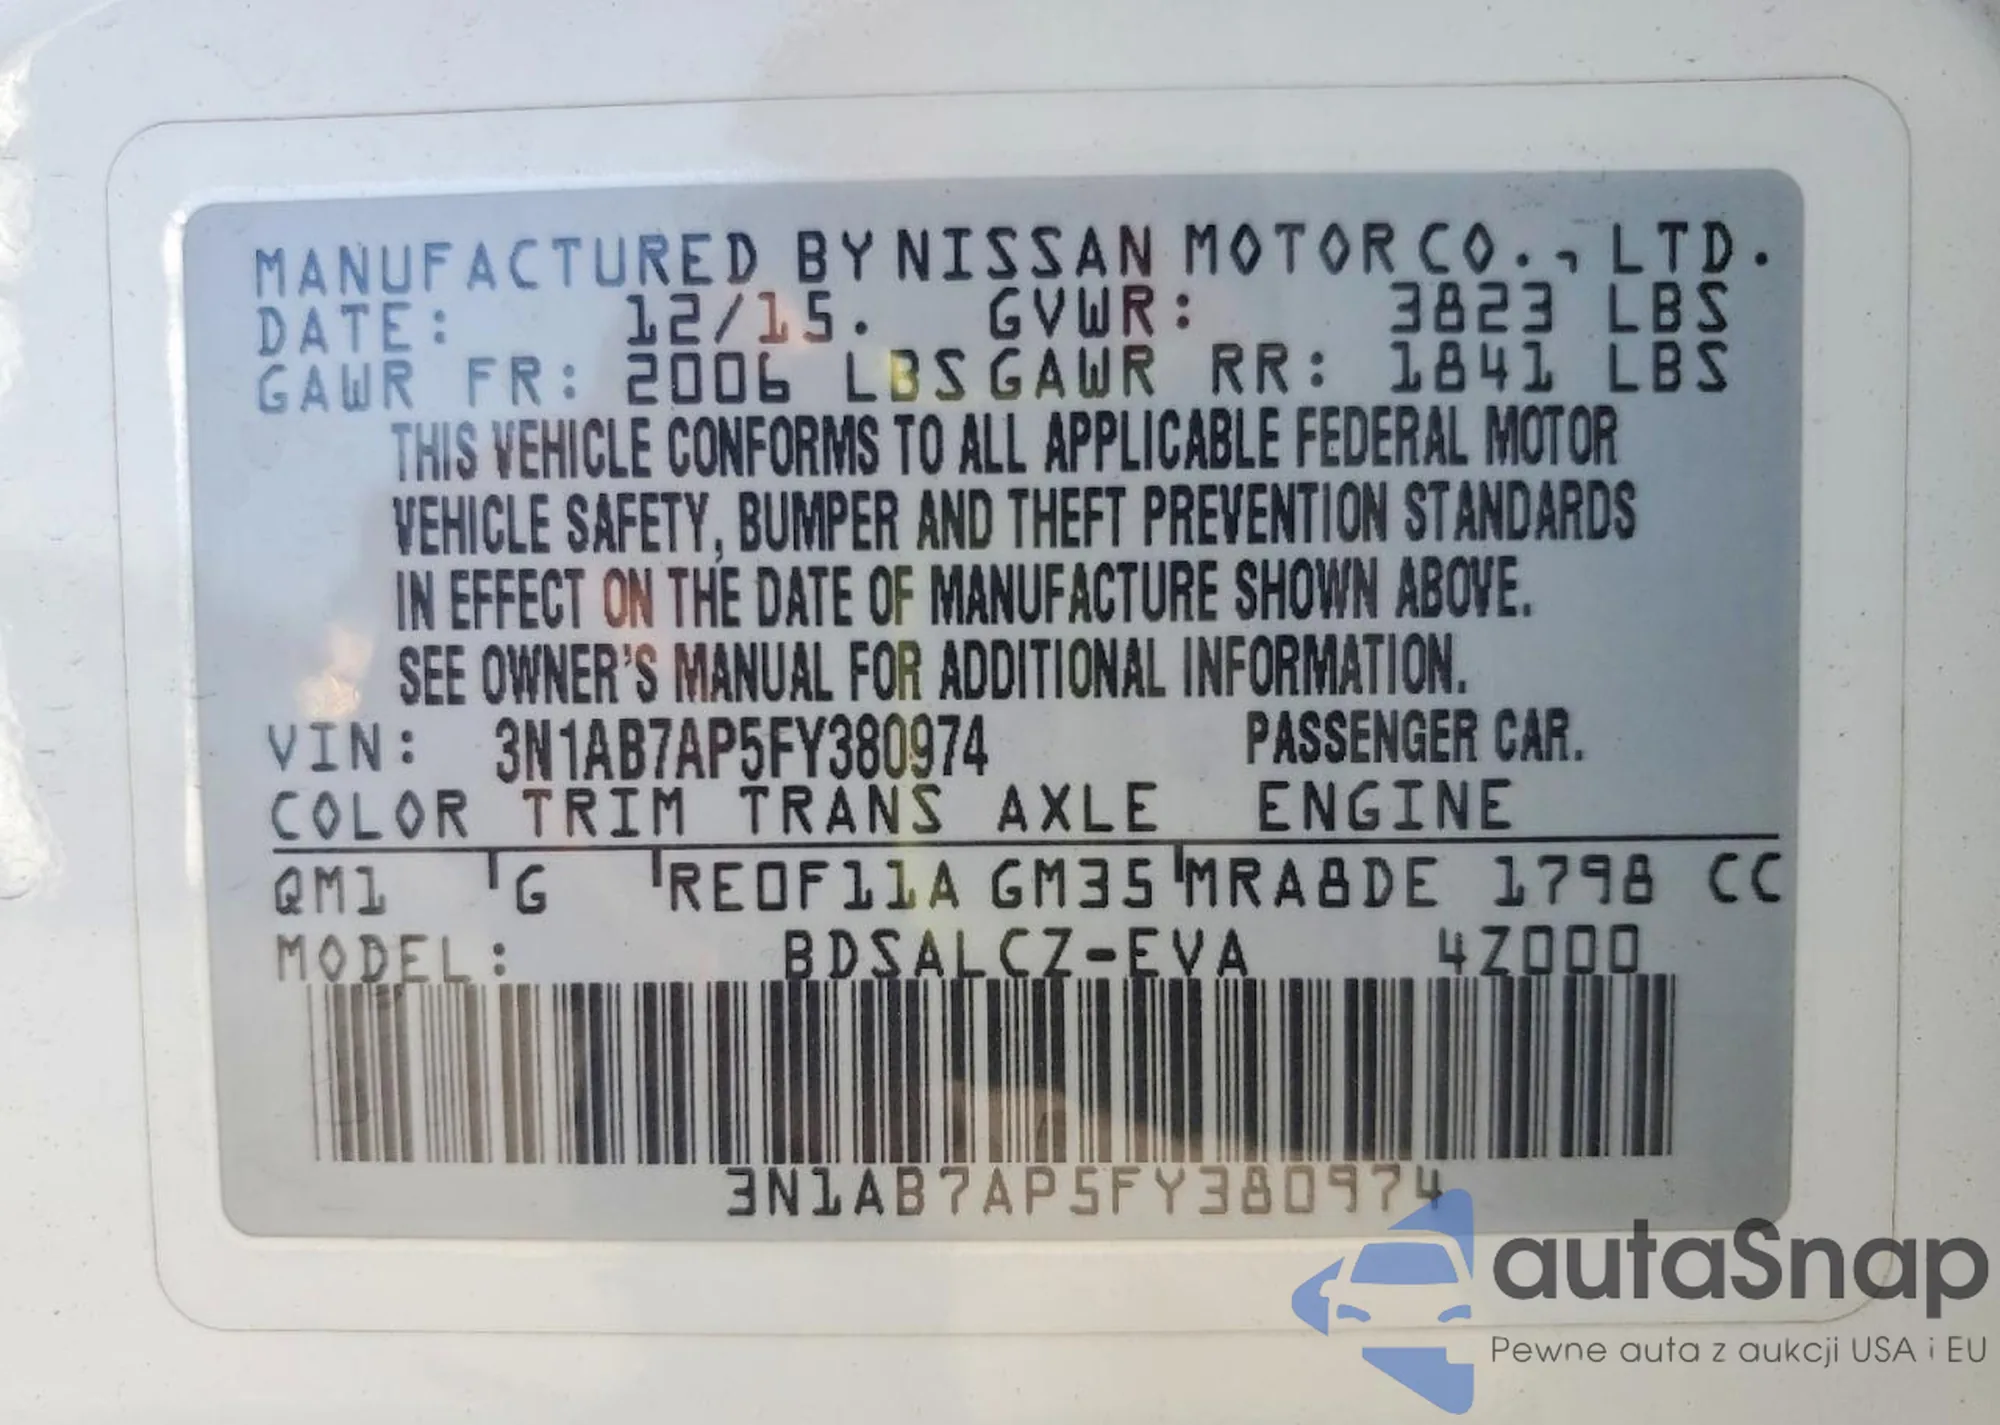 MANUFACTURED BY NISSAN MOTOR CO., LTD.
DATE: 12/15. GVWR: 3823 LBS
GAWR FR: 2006 LBS GAWR RR: 1841 LBS
THIS VEHICLE CONFORMS TO ALL APPLICABLE FEDERAL MOTOR
VEHICLE SAFETY, BUMPER AND THEFT PREVENTION STANDARDS
IN EFFECT ON THE DATE OF MANUFACTURE SHOWN ABOVE.
SEE OWNER'S MANUAL FOR ADDITIONAL INFORMATION.
VIN: 3N1AB7AP5FY380974 PASSENGER CAR.
COLOR TRIM TRANS AXLE ENGINE
QM1 G RE0F11A GM35 MRA8DE 1798 CC
MODEL: BDSALCZ-EVA 4Z000
3N1AB7AP5FY380974
autaSnap
Pewne auta z aukcji USA i EU